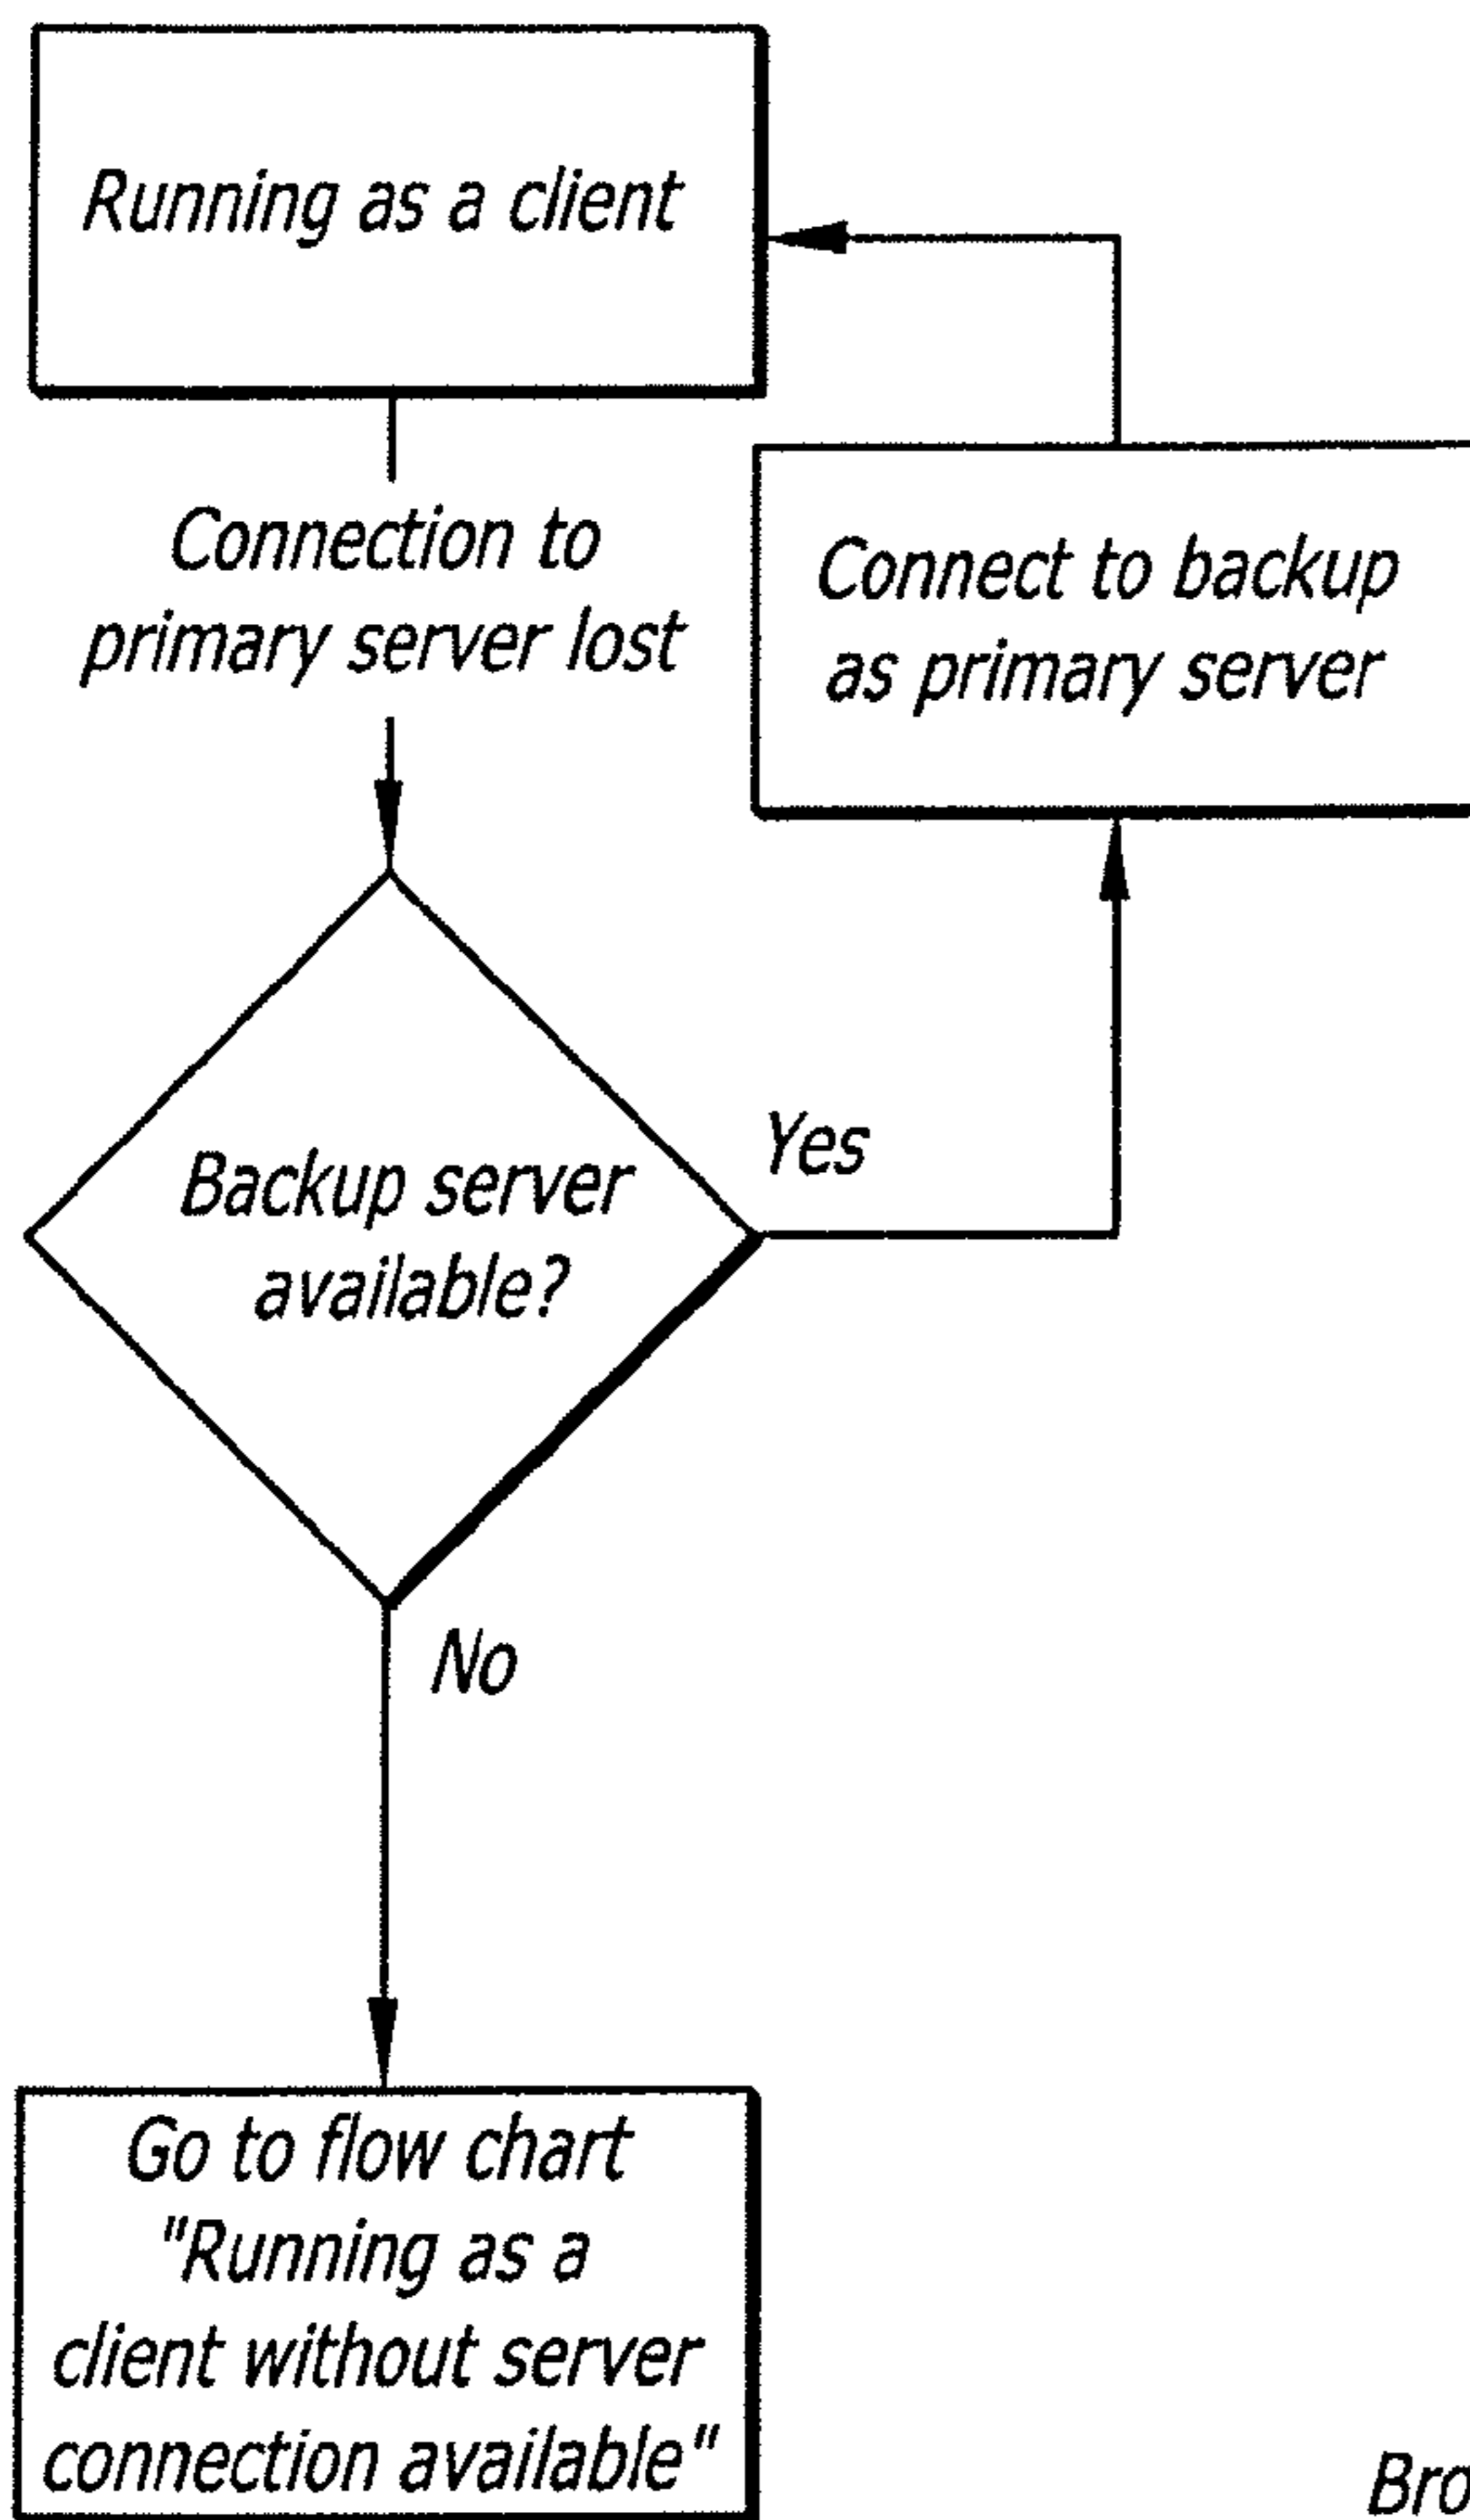 Running as a client
Connection to
primary server lost
Connect to backup
as primary server
Backup server
available?
Yes
No
Go to flow chart
"Running as a
client without server
connection available"